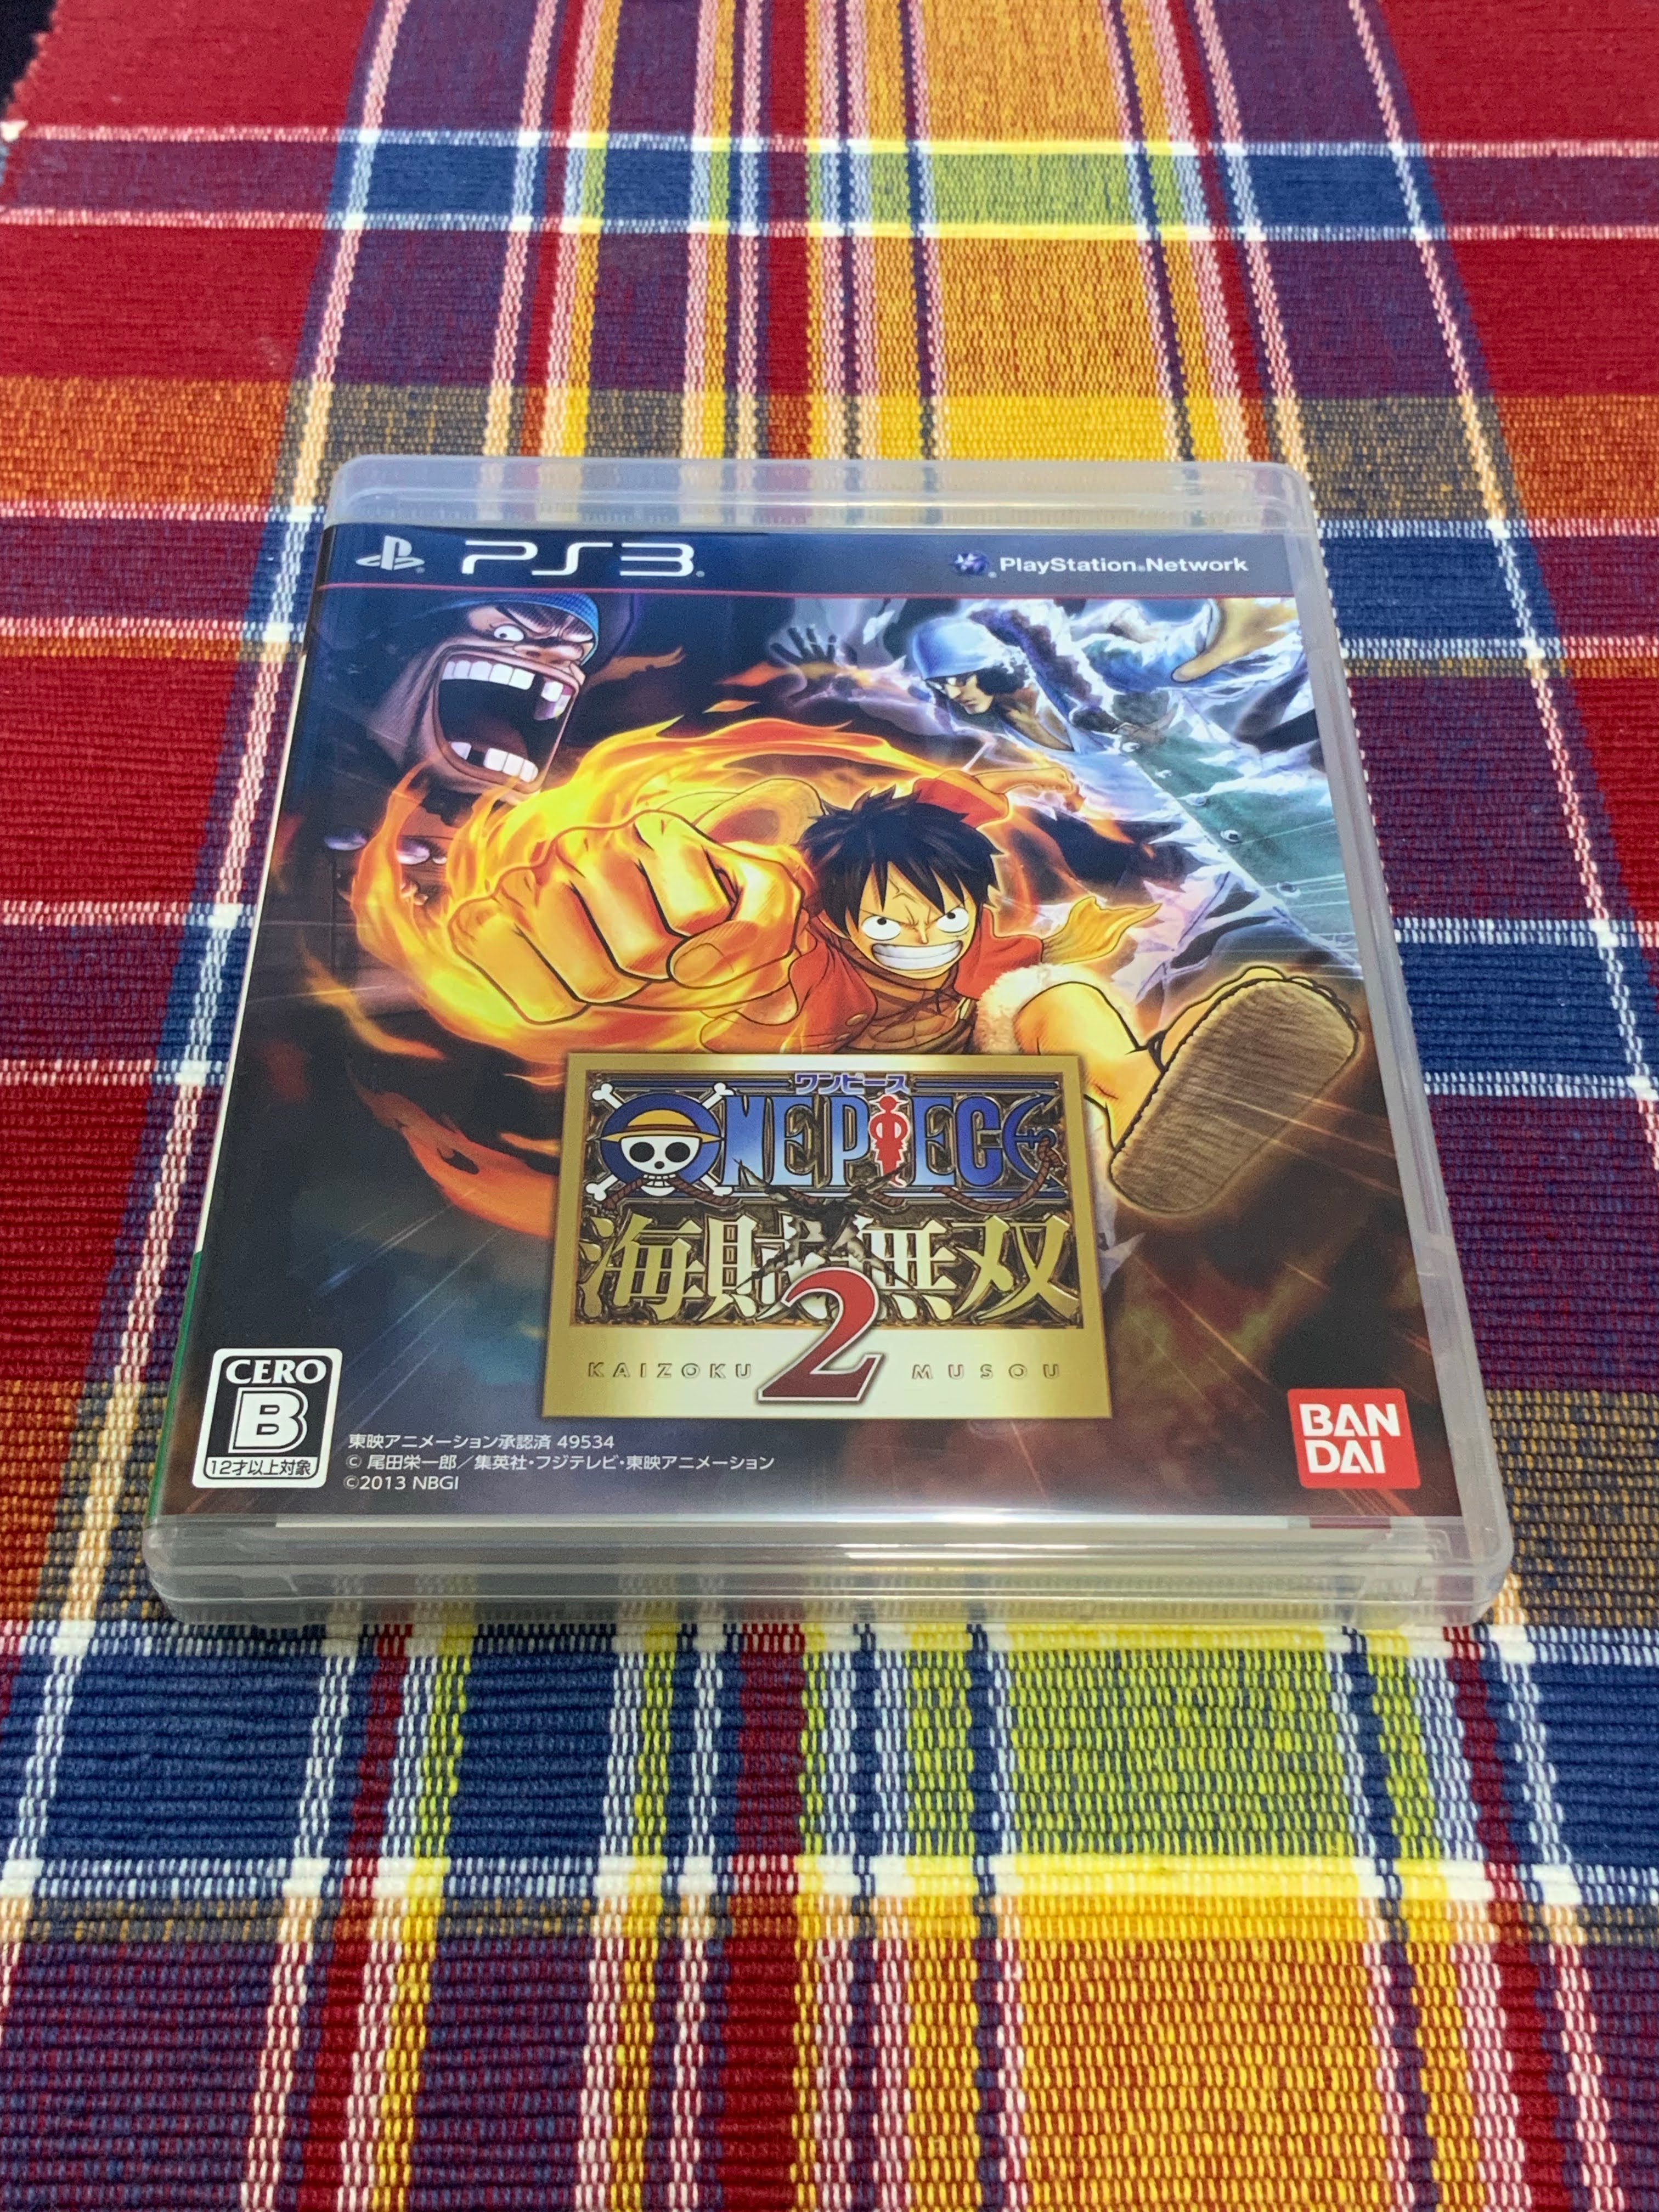 PS3
PlayStation®Network
ワンピース
ONE PIECE
海賊無双
2
KAIZOKU MUSOU
CERO
B
12才以上対象
東映アニメーション承認済 49534
© 尾田栄一郎／集英社・フジテレビ・東映アニメーション
©2013 NBGI
BAN
DAI